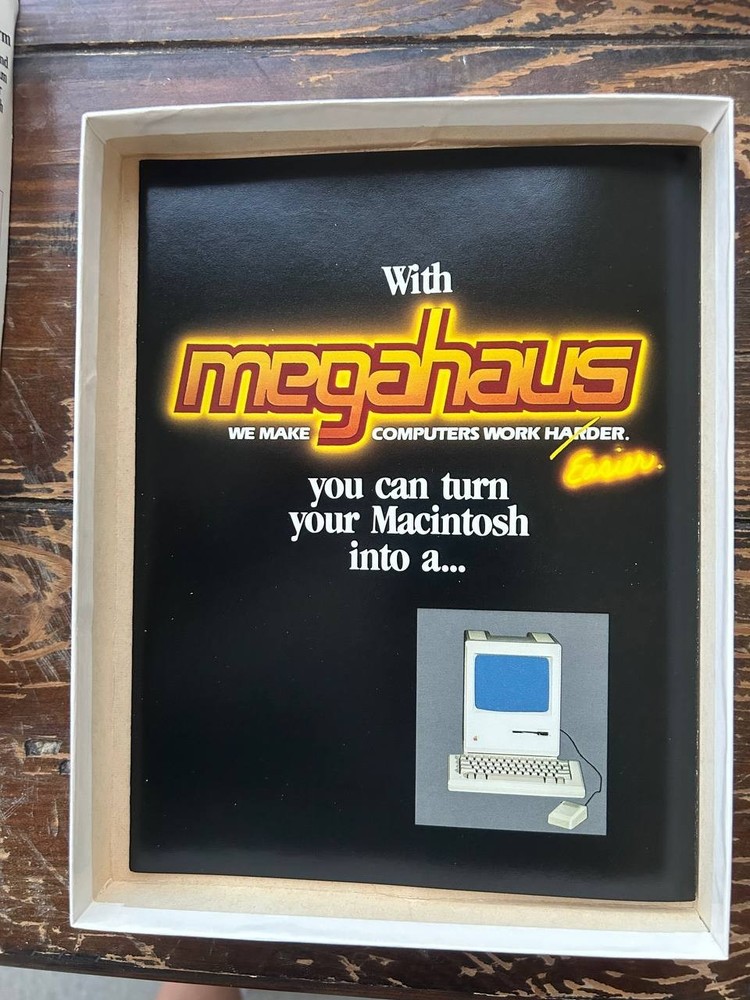 With
megahaus
WE MAKE COMPUTERS WORK HARDER.
Easier.
you can turn
your Macintosh
into a...